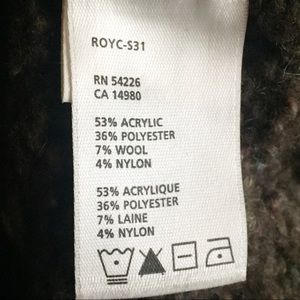 ROYC-S31
RN 54226
CA 14980
53% ACRYLIC
36% POLYESTER
7% WOOL
4% NYLON
53% ACRYLIQUE
36% POLYESTER
7% LAINE
4% NYLON